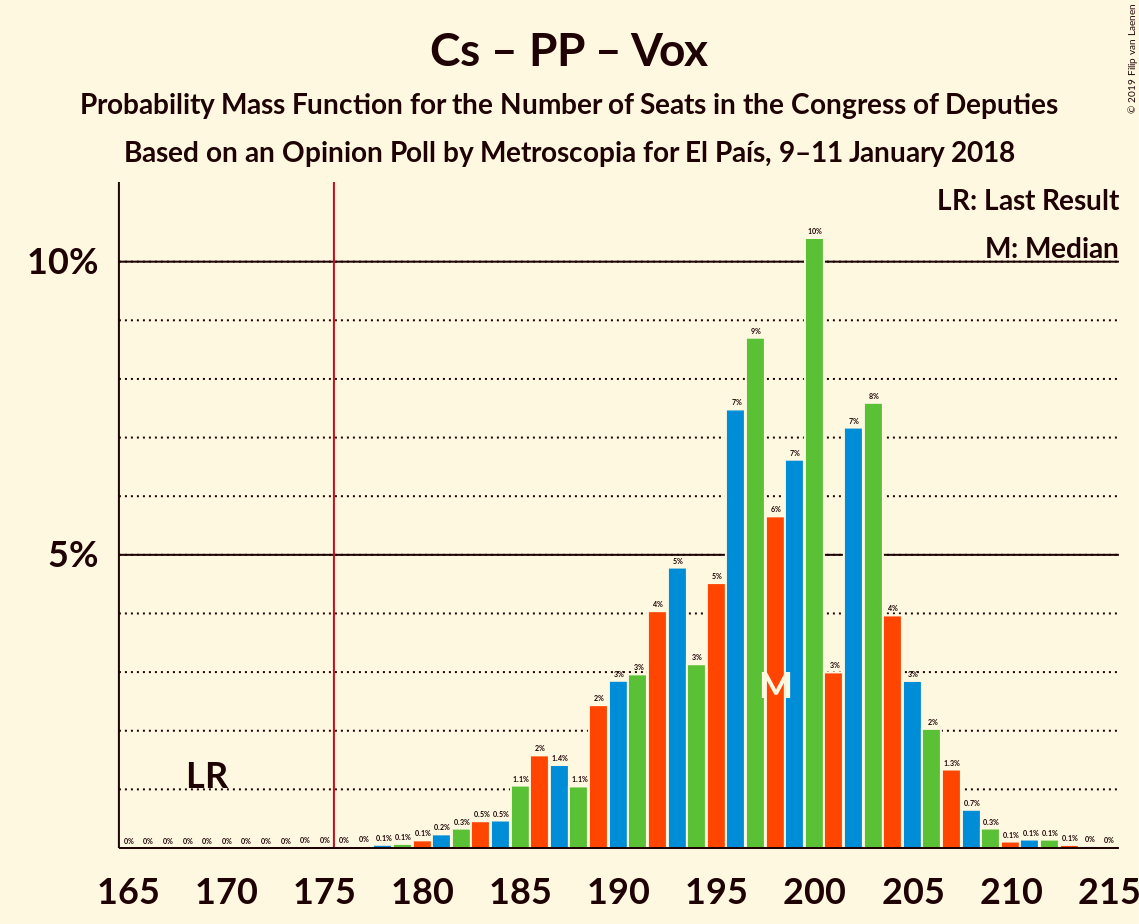 Cs – PP – Vox
Probability Mass Function for the Number of Seats in the Congress of Deputies
Based on an Opinion Poll by Metroscopia for El País, 9–11 January 2018
© 2019 Filip van Laenen
LR: Last Result
M: Median
10%
5%
0% 0% 0% 0% 0% 0% 0% 0% 0% 0% 0% 0% 0% 0.1% 0.1% 0.1% 0.2% 0.3% 0.5% 0.5% 1.1% 2% 1.4% 1.1% 2% 3% 3% 4% 5% 3% 5% 7% 9% 6% 7% 10% 3% 7% 8% 4% 3% 2% 1.3% 0.7% 0.3% 0.1% 0.1% 0.1% 0.1% 0% 0%
M
LR
165 170 175 180 185 190 195 200 205 210 215